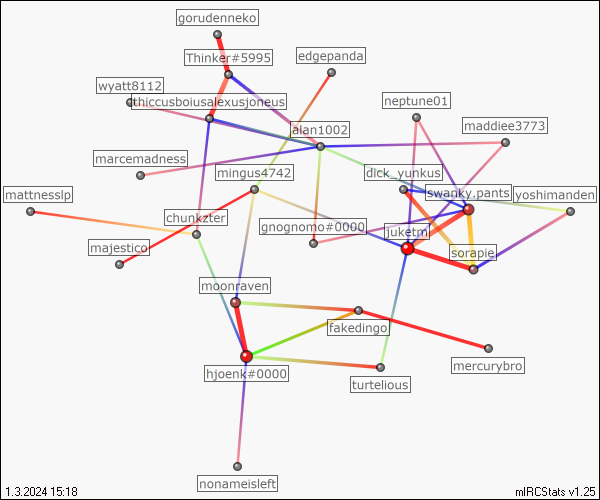 gorudenneko
Thinker#5995
edgepanda
wyatt8112
thiccusboiusalexusjoneus
neptune01
alan1002
maddiee3773
marcemadness
mingus4742
dick_yunkus
mattnesslp
swanky.pants
yoshimanden
chunkzter
gnognomo#0000
juketm
majestico
sorapie
moonraven
fakedingo
mercurybro
hjoenk#0000
turtelious
nonameisleft
1.3.2024 15:18
mIRCStats v1.25